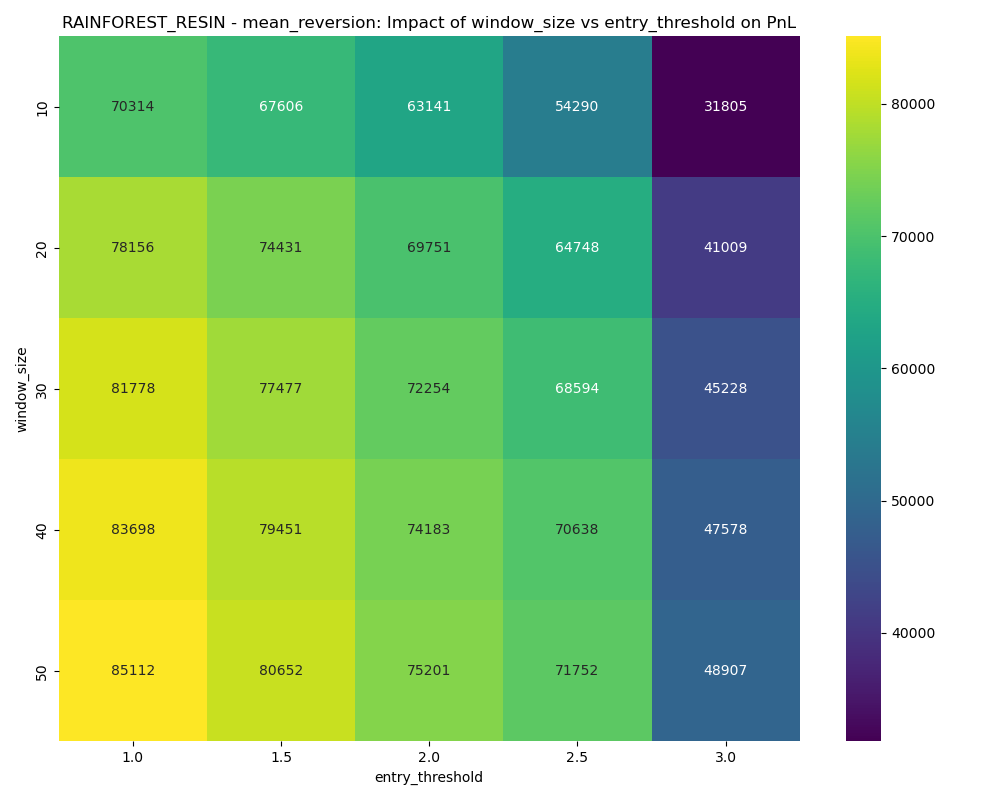 RAINFOREST_RESIN - mean_reversion: Impact of window_size vs entry_threshold on PnL
10 70314 67606 63141 54290 31805
20 78156 74431 69751 64748 41009
30 81778 77477 72254 68594 45228
40 83698 79451 74183 70638 47578
50 85112 80652 75201 71752 48907
window_size
1.0 1.5 2.0 2.5 3.0
entry_threshold
80000
70000
60000
50000
40000